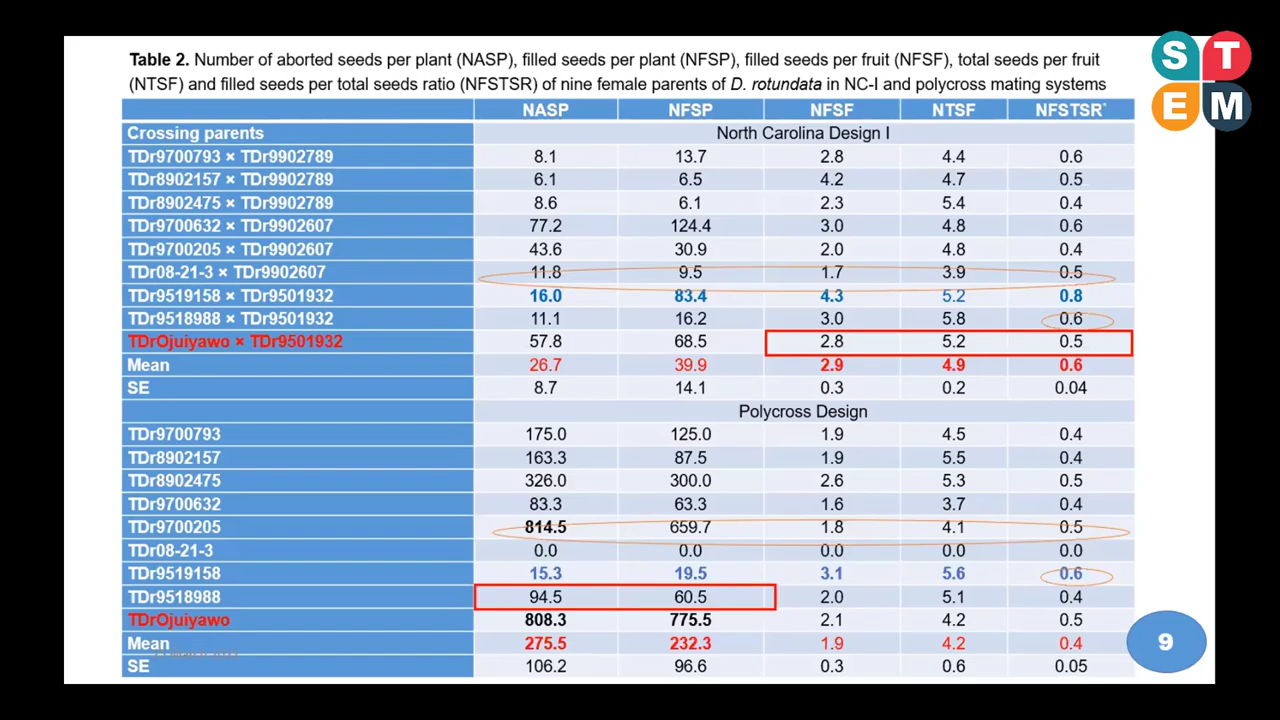 S T
E M
Table 2. Number of aborted seeds per plant (NASP), filled seeds per plant (NFSP), filled seeds per fruit (NFSF), total seeds per fruit
(NTSF) and filled seeds per total seeds ratio (NFSTSR) of nine female parents of D. rotundata in NC-I and polycross mating systems
NASP NFSP NFSF NTSF NFSTSR*
Crossing parents North Carolina Design I
TDr9700793 × TDr9902789 8.1 13.7 2.8 4.4 0.6
TDr8902157 × TDr9902789 6.1 6.5 4.2 4.7 0.5
TDr8902475 × TDr9902789 8.6 6.1 2.3 5.4 0.4
TDr9700632 × TDr9902607 77.2 124.4 3.0 4.8 0.6
TDr9700205 × TDr9902607 43.6 30.9 2.0 4.8 0.4
TDr08-21-3 × TDr9902607 11.8 9.5 1.7 3.9 0.5
TDr9519158 × TDr9501932 16.0 83.4 4.3 5.2 0.8
TDr9518988 × TDr9501932 11.1 16.2 3.0 5.8 0.6
TDrOjuiyawo × TDr9501932 57.8 68.5 2.8 5.2 0.5
Mean 26.7 39.9 2.9 4.9 0.6
SE 8.7 14.1 0.3 0.2 0.04
Polycross Design
TDr9700793 175.0 125.0 1.9 4.5 0.4
TDr8902157 163.3 87.5 1.9 5.5 0.4
TDr8902475 326.0 300.0 2.6 5.3 0.5
TDr9700632 83.3 63.3 1.6 3.7 0.4
TDr9700205 814.5 659.7 1.8 4.1 0.5
TDr08-21-3 0.0 0.0 0.0 0.0 0.0
TDr9519158 15.3 19.5 3.1 5.6 0.6
TDr9518988 94.5 60.5 2.0 5.1 0.4
TDrOjuiyawo 808.3 775.5 2.1 4.2 0.5
Mean 275.5 232.3 1.9 4.2 0.4
SE 106.2 96.6 0.3 0.6 0.05
9